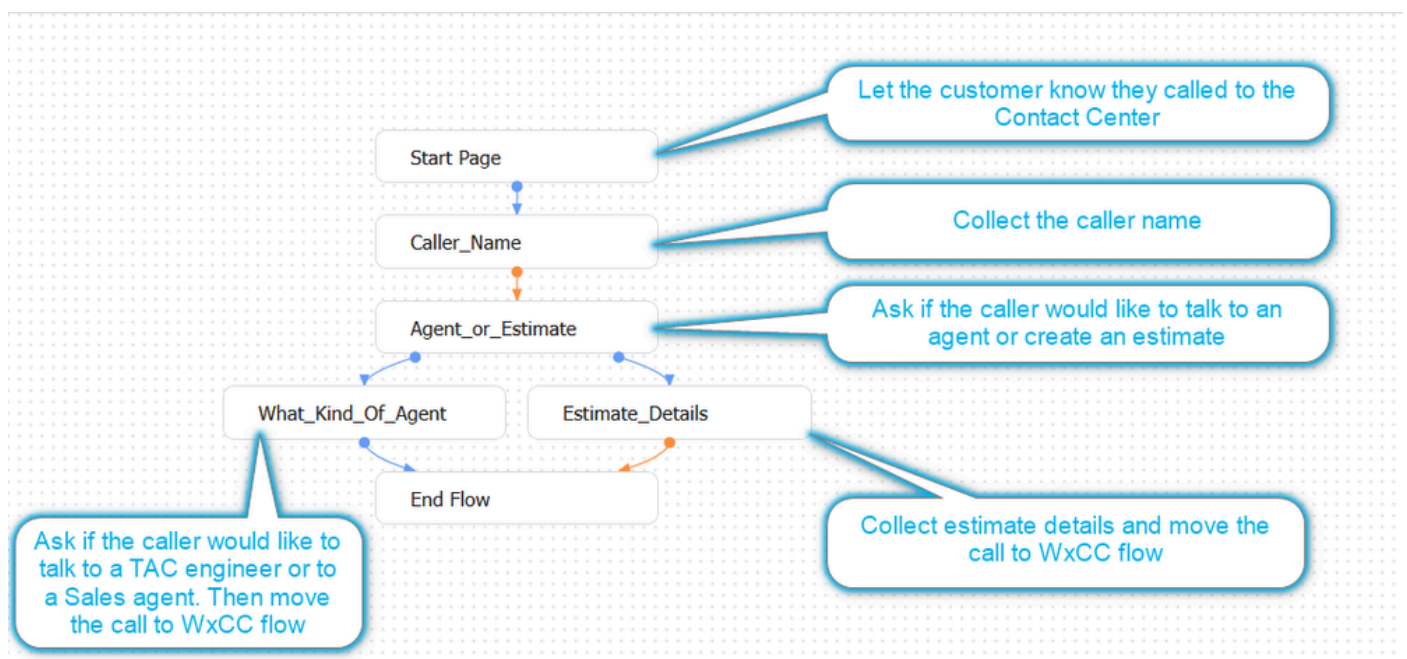 Let the customer know they called to the
Contact Center
Start Page
Collect the caller name
Caller_Name
Ask if the caller would like to talk to an
agent or create an estimate
Agent_or_Estimate
What_Kind_Of_Agent
Estimate_Details
End Flow
Collect estimate details and move the
call to WxCC flow
Ask if the caller would like to
talk to a TAC engineer or to
a Sales agent. Then move
the call to WxCC flow